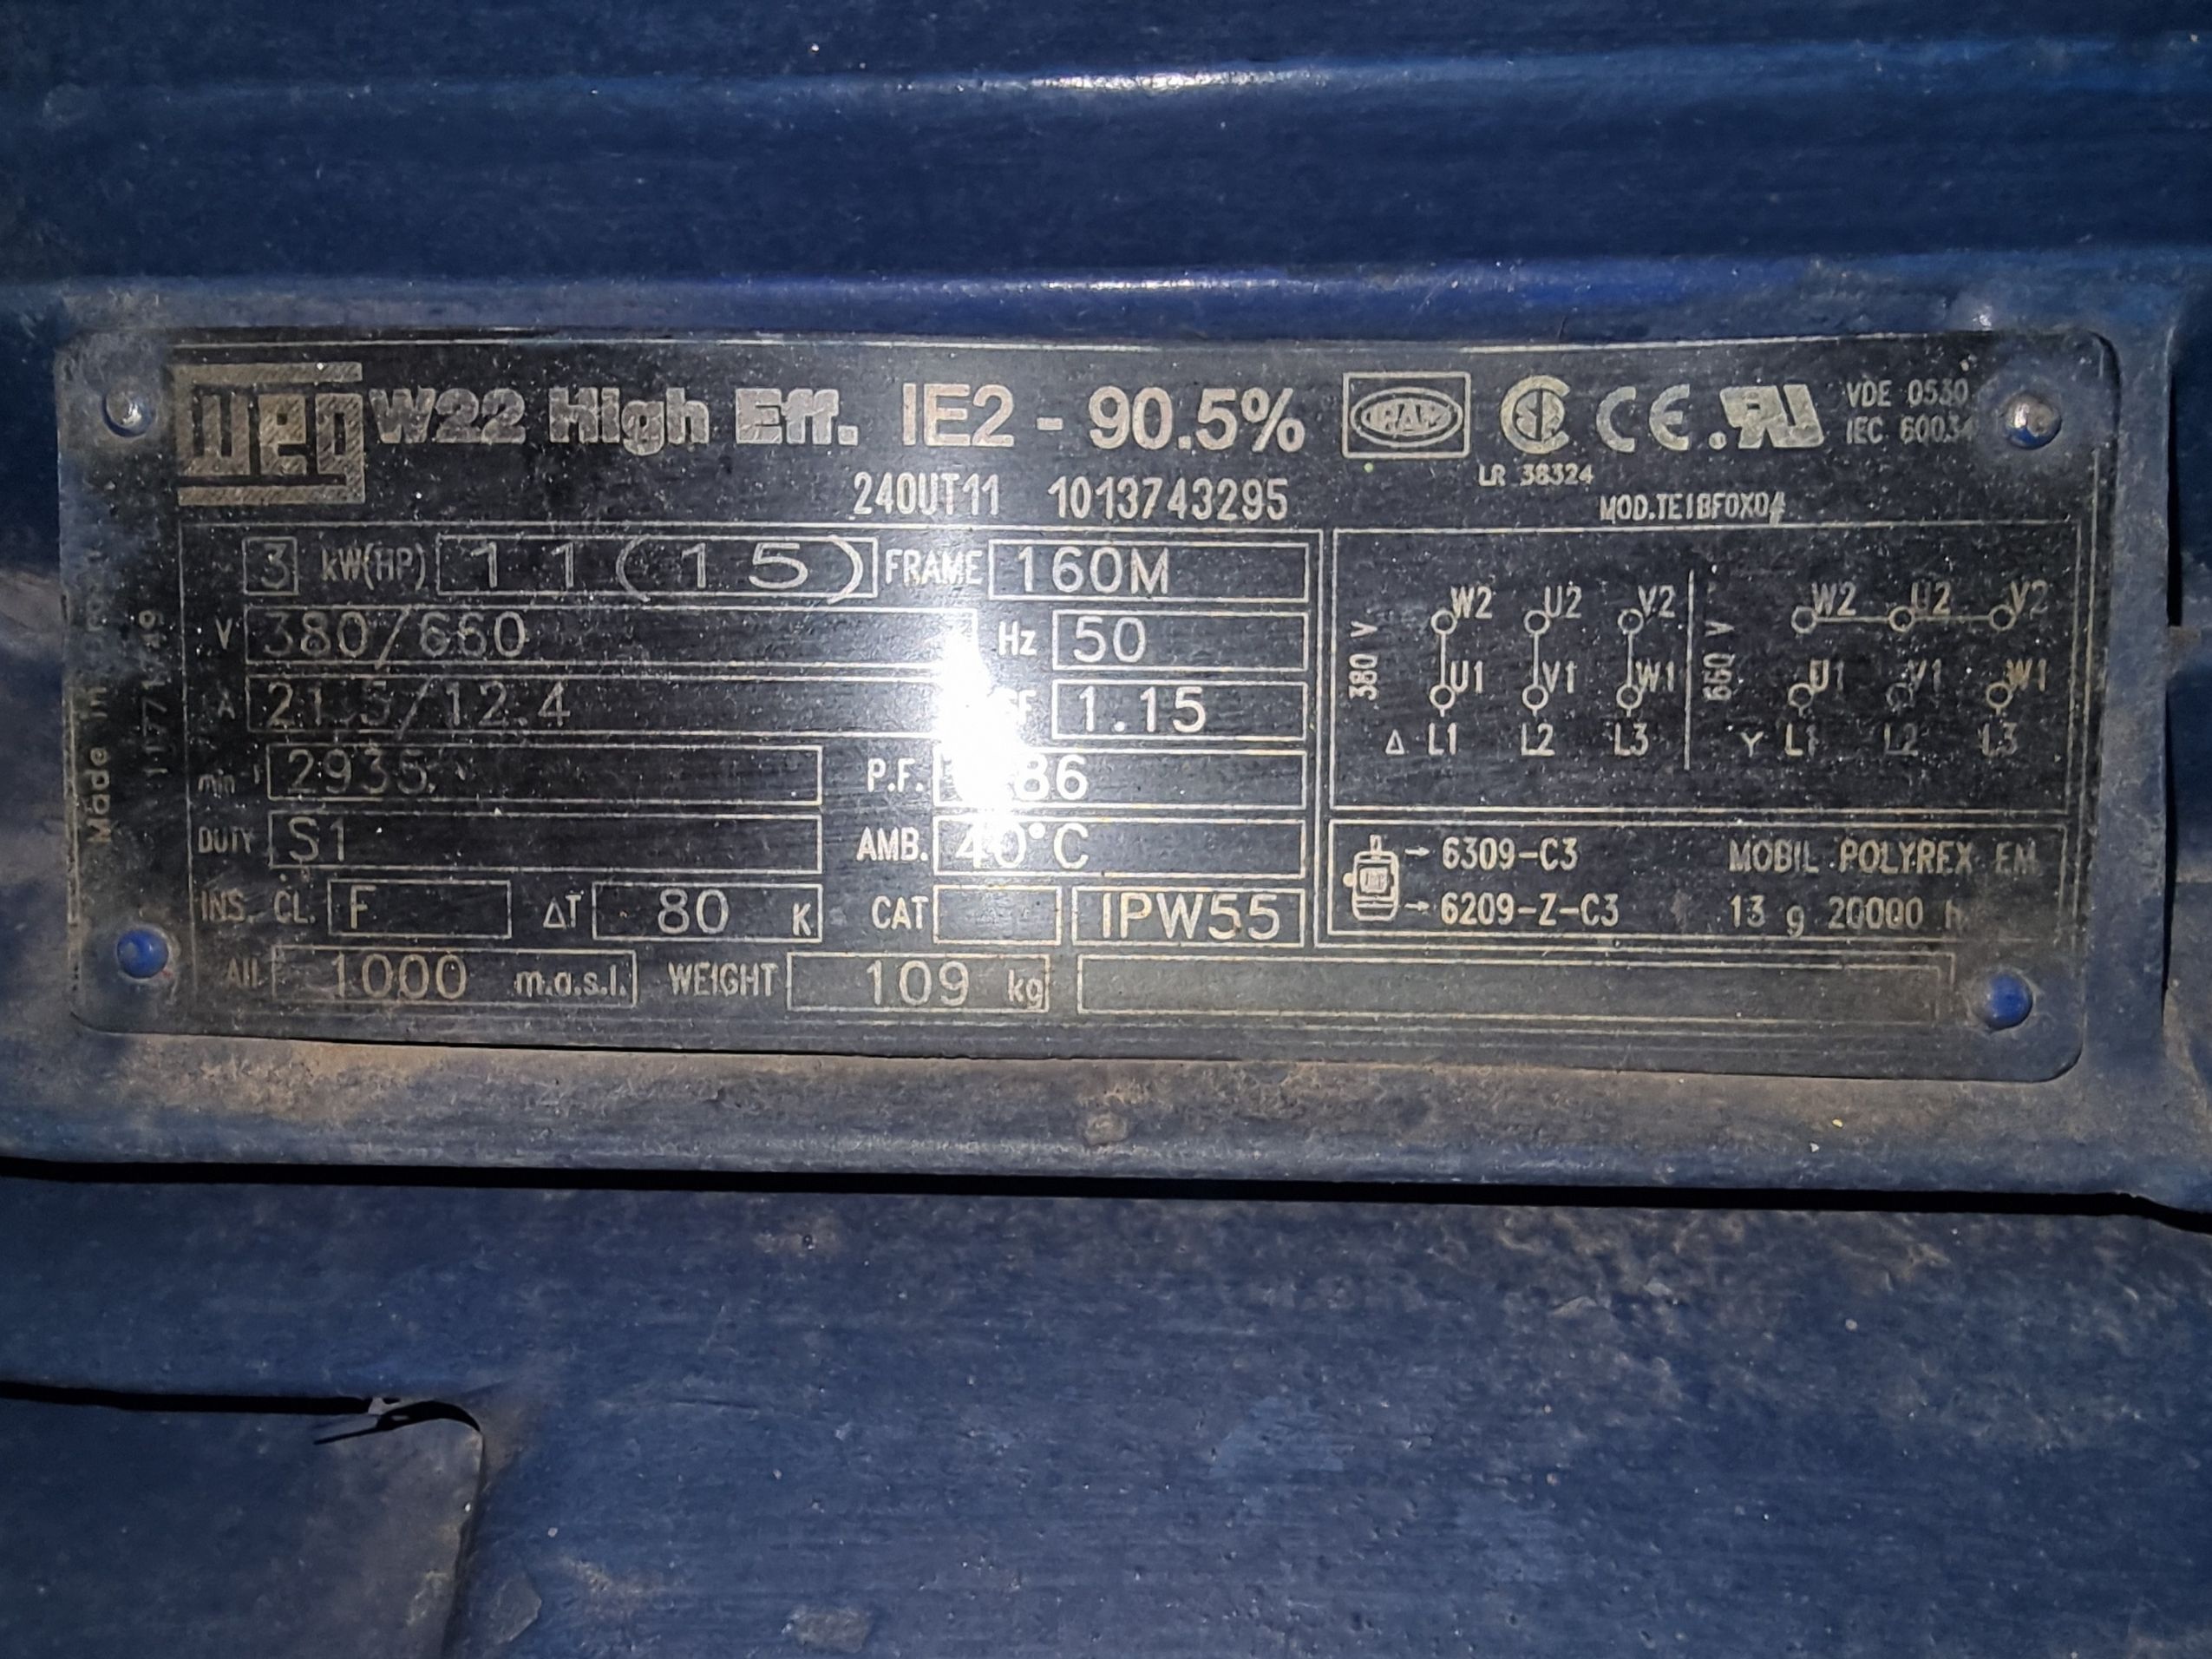 weg W22 High Eff. IE2 - 90.5%
VDE 0530
IEC 60034
LR 38324
240UT11 1013743295
MOD.TE1BF0X04
3 kW(HP) 11(15) FRAME 160M
V 380/660 Hz 50
A 21.5/12.4 SF 1.15
min⁻¹ 2935 P.F. 86
DUTY S1 AMB. 40°C
INS. CL. F ΔT 80 K CAT IPW55
Alt 1000 m.a.s.l. WEIGHT 109 kg
380 V
W2 U2 V2
U1 V1 W1
Δ L1 L2 L3
660 V
W2 U2 V2
U1 V1 W1
Y L1 L2 L3
→ 6309-C3 MOBIL POLYREX EM
→ 6209-Z-C3 13 g 20000 h
Made in